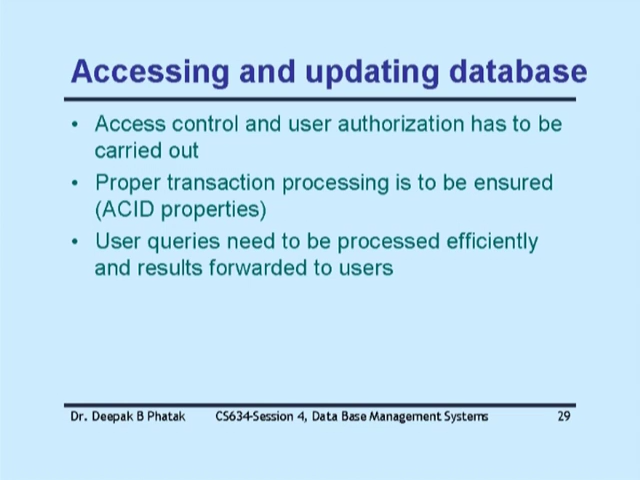 Accessing and updating database
• Access control and user authorization has to be
carried out
• Proper transaction processing is to be ensured
(ACID properties)
• User queries need to be processed efficiently
and results forwarded to users
Dr. Deepak B Phatak CS634-Session 4, Data Base Management Systems 29